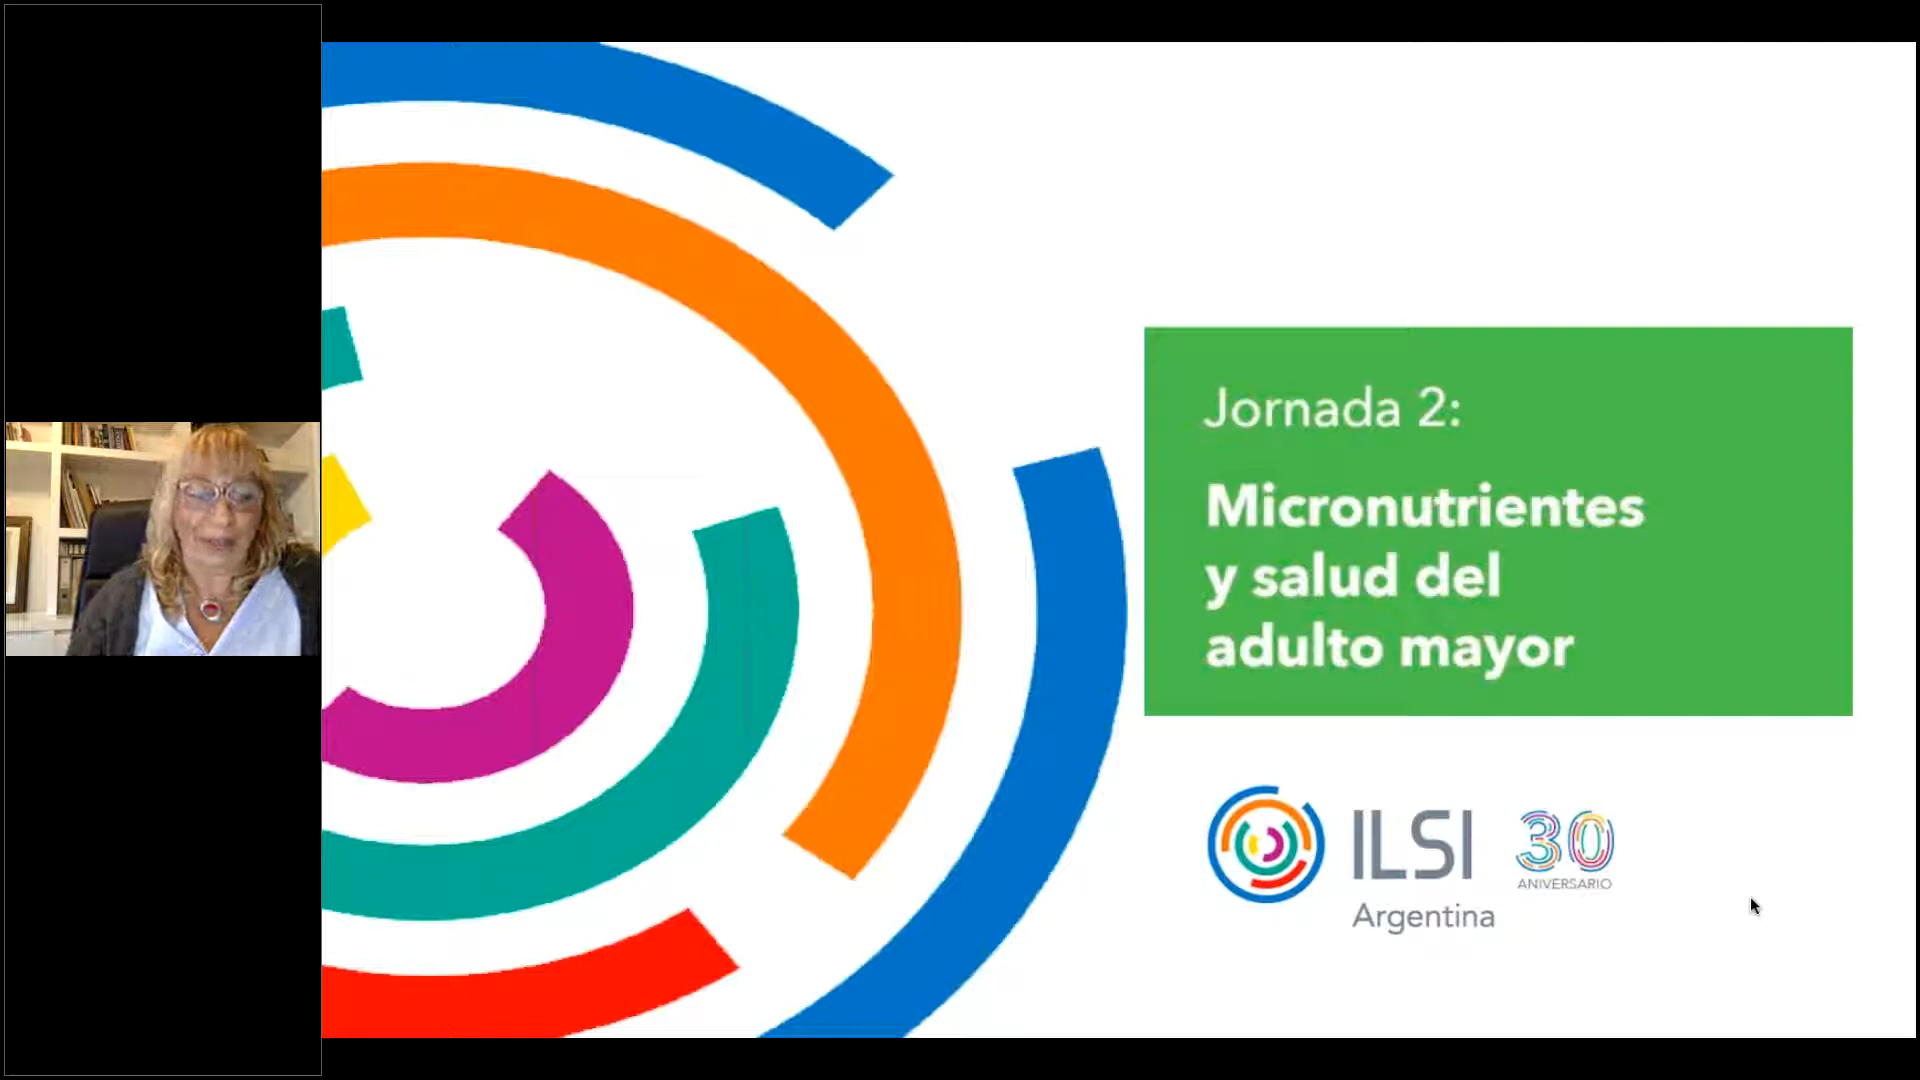 Jornada 2:
Micronutrientes
y salud del
adulto mayor
ILSI
Argentina
30
ANIVERSARIO